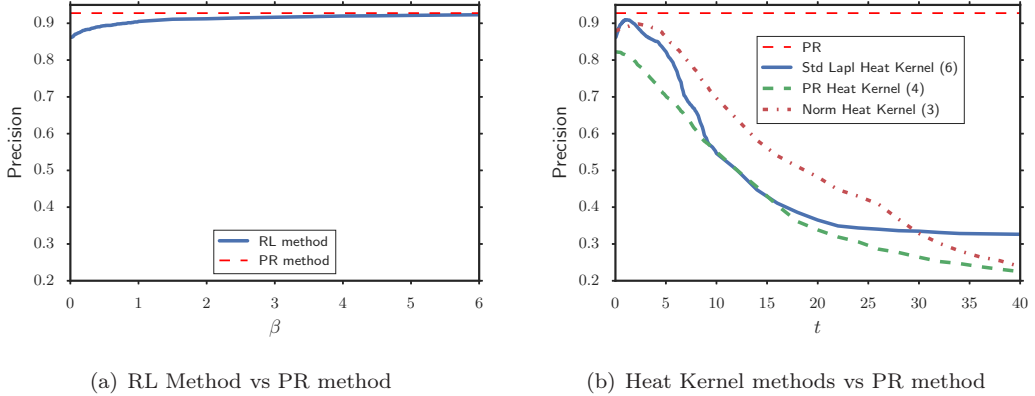 0.9
0.8
0.7
0.6
0.5
0.4
0.3
0.2
Precision
RL method
PR method
0 1 2 3 4 5 6
β
(a) RL Method vs PR method
0.9
0.8
0.7
0.6
0.5
0.4
0.3
0.2
Precision
PR
Std Lapl Heat Kernel (6)
PR Heat Kernel (4)
Norm Heat Kernel (3)
0 5 10 15 20 25 30 35 40
t
(b) Heat Kernel methods vs PR method